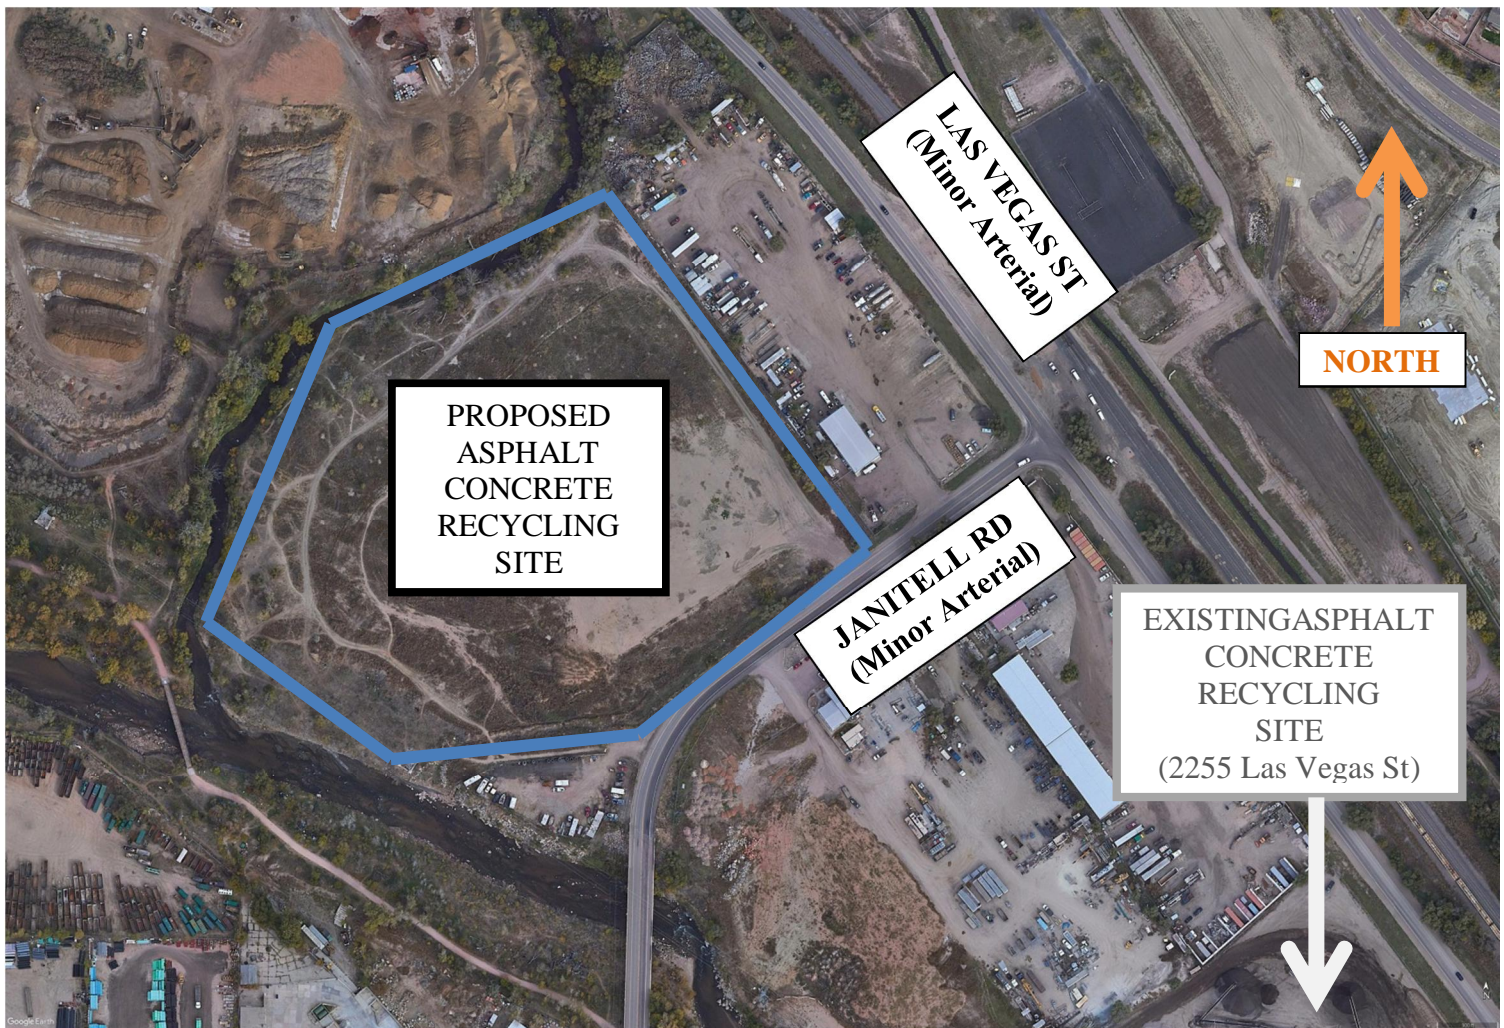 LAS VEGAS ST
(Minor Arterial)
NORTH
PROPOSED
ASPHALT
CONCRETE
RECYCLING
SITE
JANITELL RD
(Minor Arterial)
EXISTINGASPHALT
CONCRETE
RECYCLING
SITE
(2255 Las Vegas St)
N
Google Earth